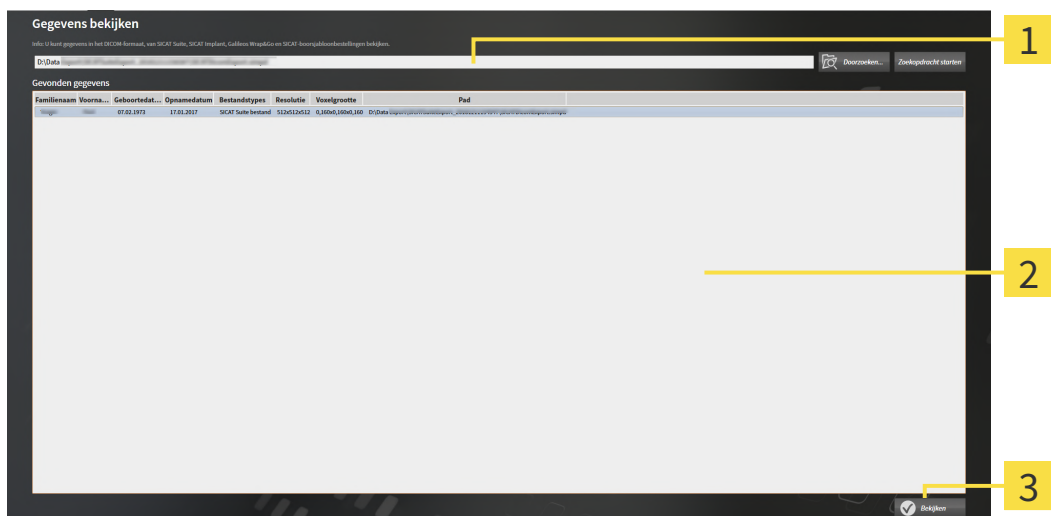 Gegevens bekijken
Info: U kunt gegevens in het DICOM-formaat, van SICAT Suite, SICAT Implant, Galileos Wrap&Go en SICAT-boorsjabloonbestellingen bekijken.
1
D:\Data
Doorzoeken...
Zoekopdracht starten
Gevonden gegevens
Familienaam Voorna... Geboortedat... Opnamedatum Bestandstypes Resolutie Voxelgrootte Pad
07.02.1973 17.01.2017 SICAT Suite bestand 512x512x512 0,160x0,160x0,160 D:\Data
2
3
Bekijken